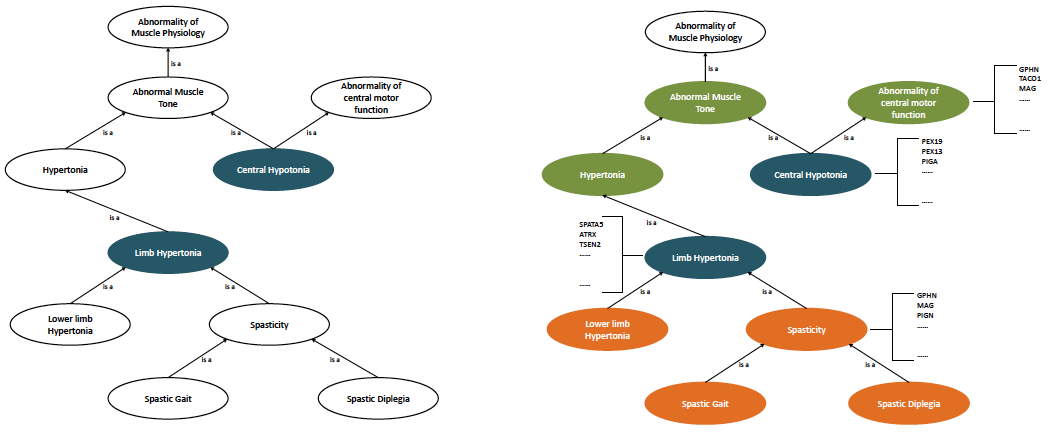 Abnormality of
Muscle Physiology
is a
Abnormal Muscle
Tone
Abnormality of
central motor
function
is a
is a
is a
Hypertonia
Central Hypotonia
is a
Limb Hypertonia
is a
is a
Lower limb
Hypertonia
Spasticity
is a
is a
Spastic Gait
Spastic Diplegia
Abnormality of
Muscle Physiology
is a
Abnormal Muscle
Tone
Abnormality of
central motor
function
GPHN
TACO1
MAG
......
......
is a
is a
is a
Hypertonia
Central Hypotonia
PEX19
PEX13
PIGA
......
......
is a
SPATA5
ATRX
TSEN2
......
......
Limb Hypertonia
is a
is a
Lower limb
Hypertonia
Spasticity
GPHN
MAG
PIGN
......
......
is a
is a
Spastic Gait
Spastic Diplegia